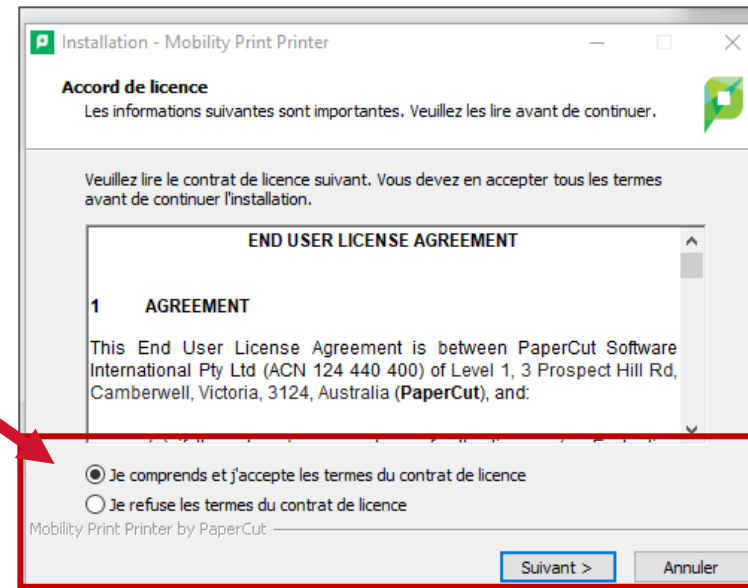 Installation - Mobility Print Printer
Accord de licence
Les informations suivantes sont importantes. Veuillez les lire avant de continuer.
Veuillez lire le contrat de licence suivant. Vous devez en accepter tous les termes
avant de continuer l'installation.
END USER LICENSE AGREEMENT
1 AGREEMENT
This End User License Agreement is between PaperCut Software
International Pty Ltd (ACN 124 440 400) of Level 1, 3 Prospect Hill Rd,
Camberwell, Victoria, 3124, Australia (PaperCut), and:
Je comprends et j'accepte les termes du contrat de licence
Je refuse les termes du contrat de licence
Mobility Print Printer by PaperCut
Suivant >
Annuler